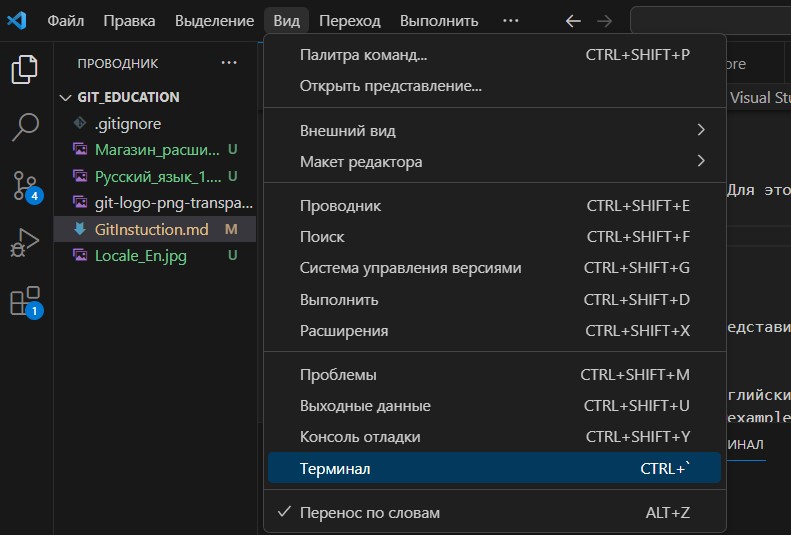 Файл Правка Выделение Вид Переход Выполнить ...
ПРОВОДНИК ...
GIT_EDUCATION
.gitignore
Магазин_расши... U
Русский_язык_1.... U
git-logo-png-transpa...
GitInstuction.md M
Locale_En.jpg U
4
1
Палитра команд... CTRL+SHIFT+P
Открыть представление...
Внешний вид
Макет редактора
Проводник CTRL+SHIFT+E
Поиск CTRL+SHIFT+F
Система управления версиями CTRL+SHIFT+G
Выполнить CTRL+SHIFT+D
Расширения CTRL+SHIFT+X
Проблемы CTRL+SHIFT+M
Выходные данные CTRL+SHIFT+U
Консоль отладки CTRL+SHIFT+Y
Терминал CTRL+`
Перенос по словам ALT+Z
ore
Visual Stu
Для это
едстави
глийски
example
ИНАЛ